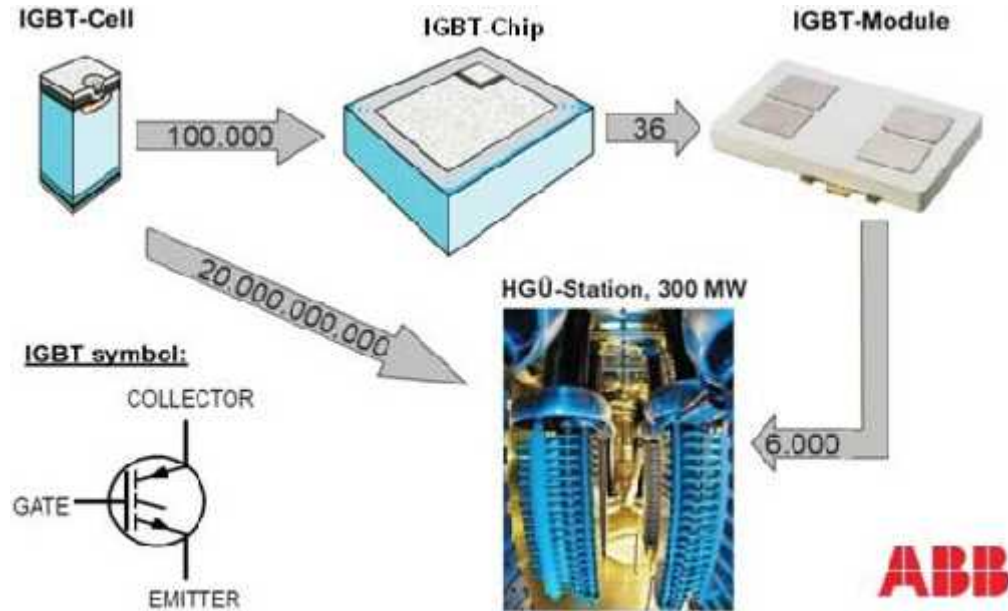 IGBT-Cell
IGBT-Chip
IGBT-Module
100.000
36
20.000.000.000
HGÜ-Station, 300 MW
6.000
IGBT symbol:
COLLECTOR
GATE
EMITTER
ABB